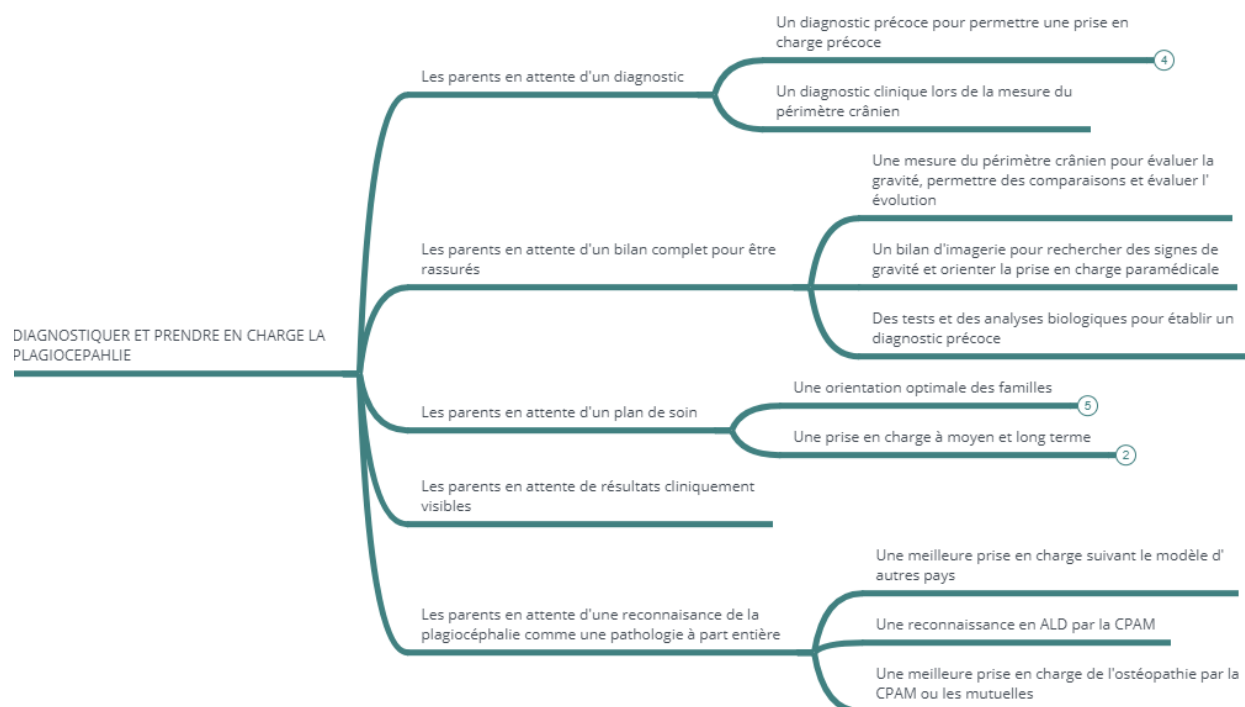 Un diagnostic précoce pour permettre une prise en
charge précoce
4
Les parents en attente d'un diagnostic
Un diagnostic clinique lors de la mesure du
périmètre crânien
Une mesure du périmètre crânien pour évaluer la
gravité, permettre des comparaisons et évaluer l'
évolution
Les parents en attente d'un bilan complet pour être
rassurés
Un bilan d'imagerie pour rechercher des signes de
gravité et orienter la prise en charge paramédicale
Des tests et des analyses biologiques pour établir un
diagnostic précoce
DIAGNOSTIQUER ET PRENDRE EN CHARGE LA
PLAGIOCEPAHLIE
Les parents en attente d'un plan de soin
Une orientation optimale des familles
5
Une prise en charge à moyen et long terme
2
Les parents en attente de résultats cliniquement
visibles
Les parents en attente d'une reconnaisance de la
plagiocéphalie comme une pathologie à part entière
Une meilleure prise en charge suivant le modèle d'
autres pays
Une reconnaissance en ALD par la CPAM
Une meilleure prise en charge de l'ostéopathie par la
CPAM ou les mutuelles